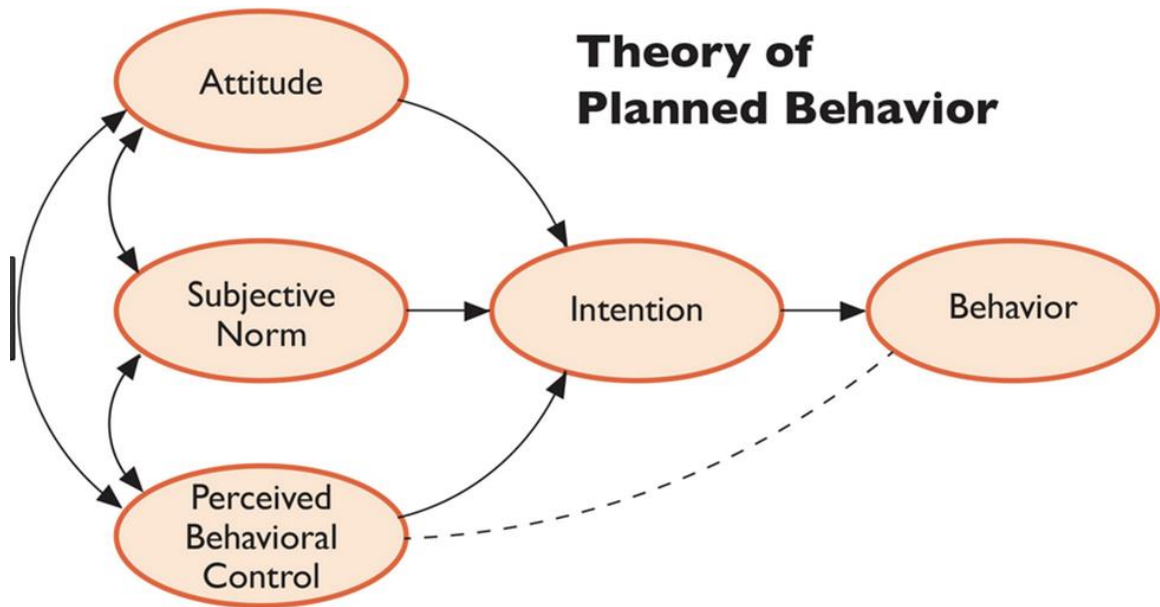 Theory of
Planned Behavior
Attitude
Subjective
Norm
Intention
Behavior
Perceived
Behavioral
Control